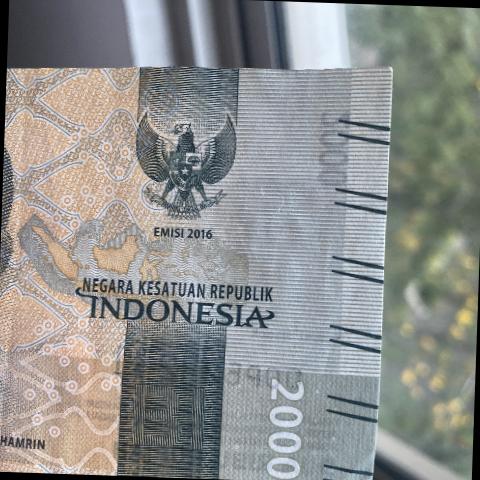 EMISI 2016
NEGARA KESATUAN REPUBLIK
INDONESIA
2000
HAMRIN